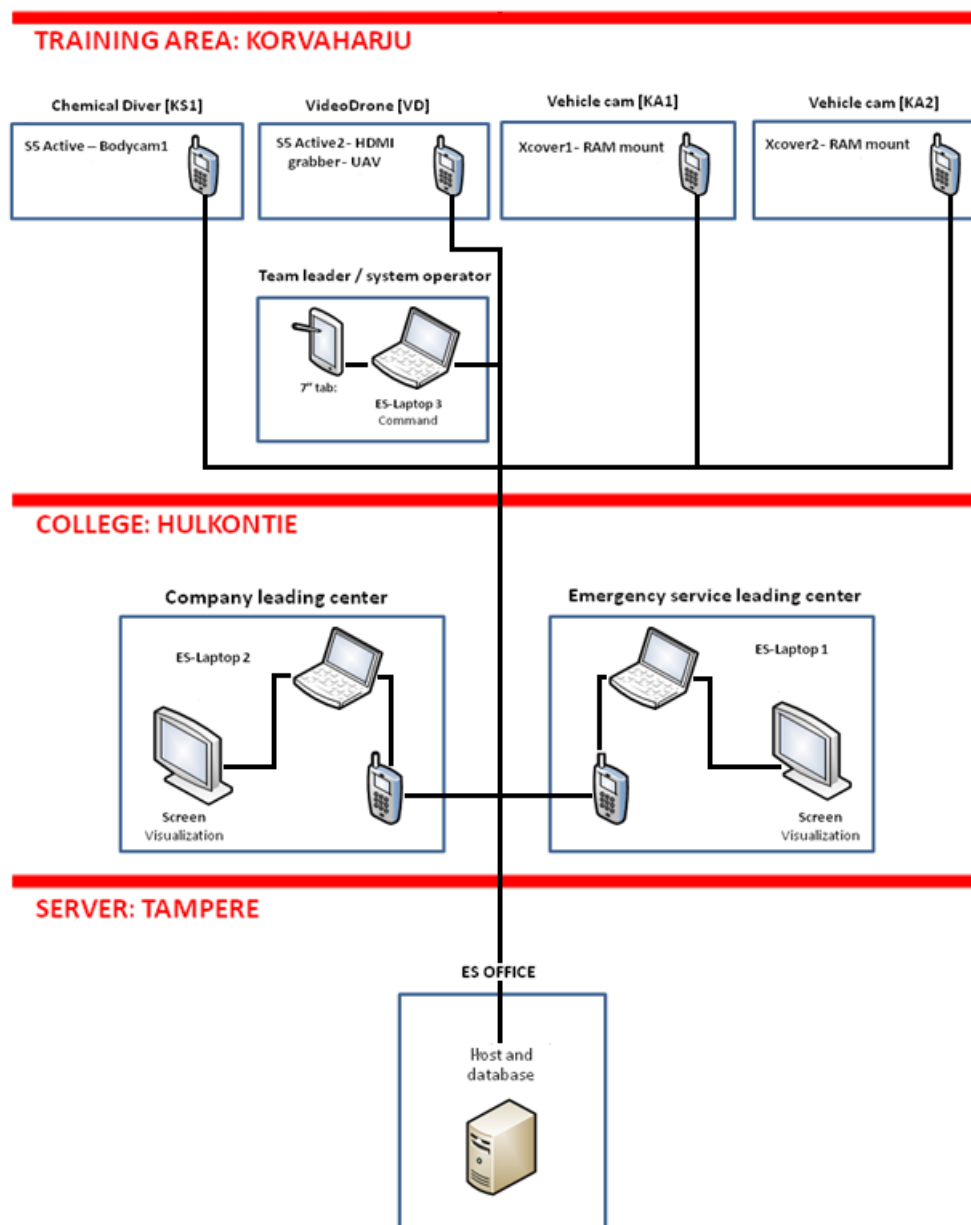 TRAINING AREA: KORVAHARJU
Chemical Diver [KS1]
VideoDrone [VD]
Vehicle cam [KA1]
Vehicle cam [KA2]
S5 Active – Bodycam1
S5 Active2- HDMI
grabber- UAV
Xcover1- RAM mount
Xcover2- RAM mount
Team leader / system operator
7" tab:
ES-Laptop 3
Command
COLLEGE: HULKONTIE
Company leading center
Emergency service leading center
ES-Laptop 2
ES-Laptop 1
Screen
Visualization
Screen
Visualization
SERVER: TAMPERE
ES OFFICE
Host and
database